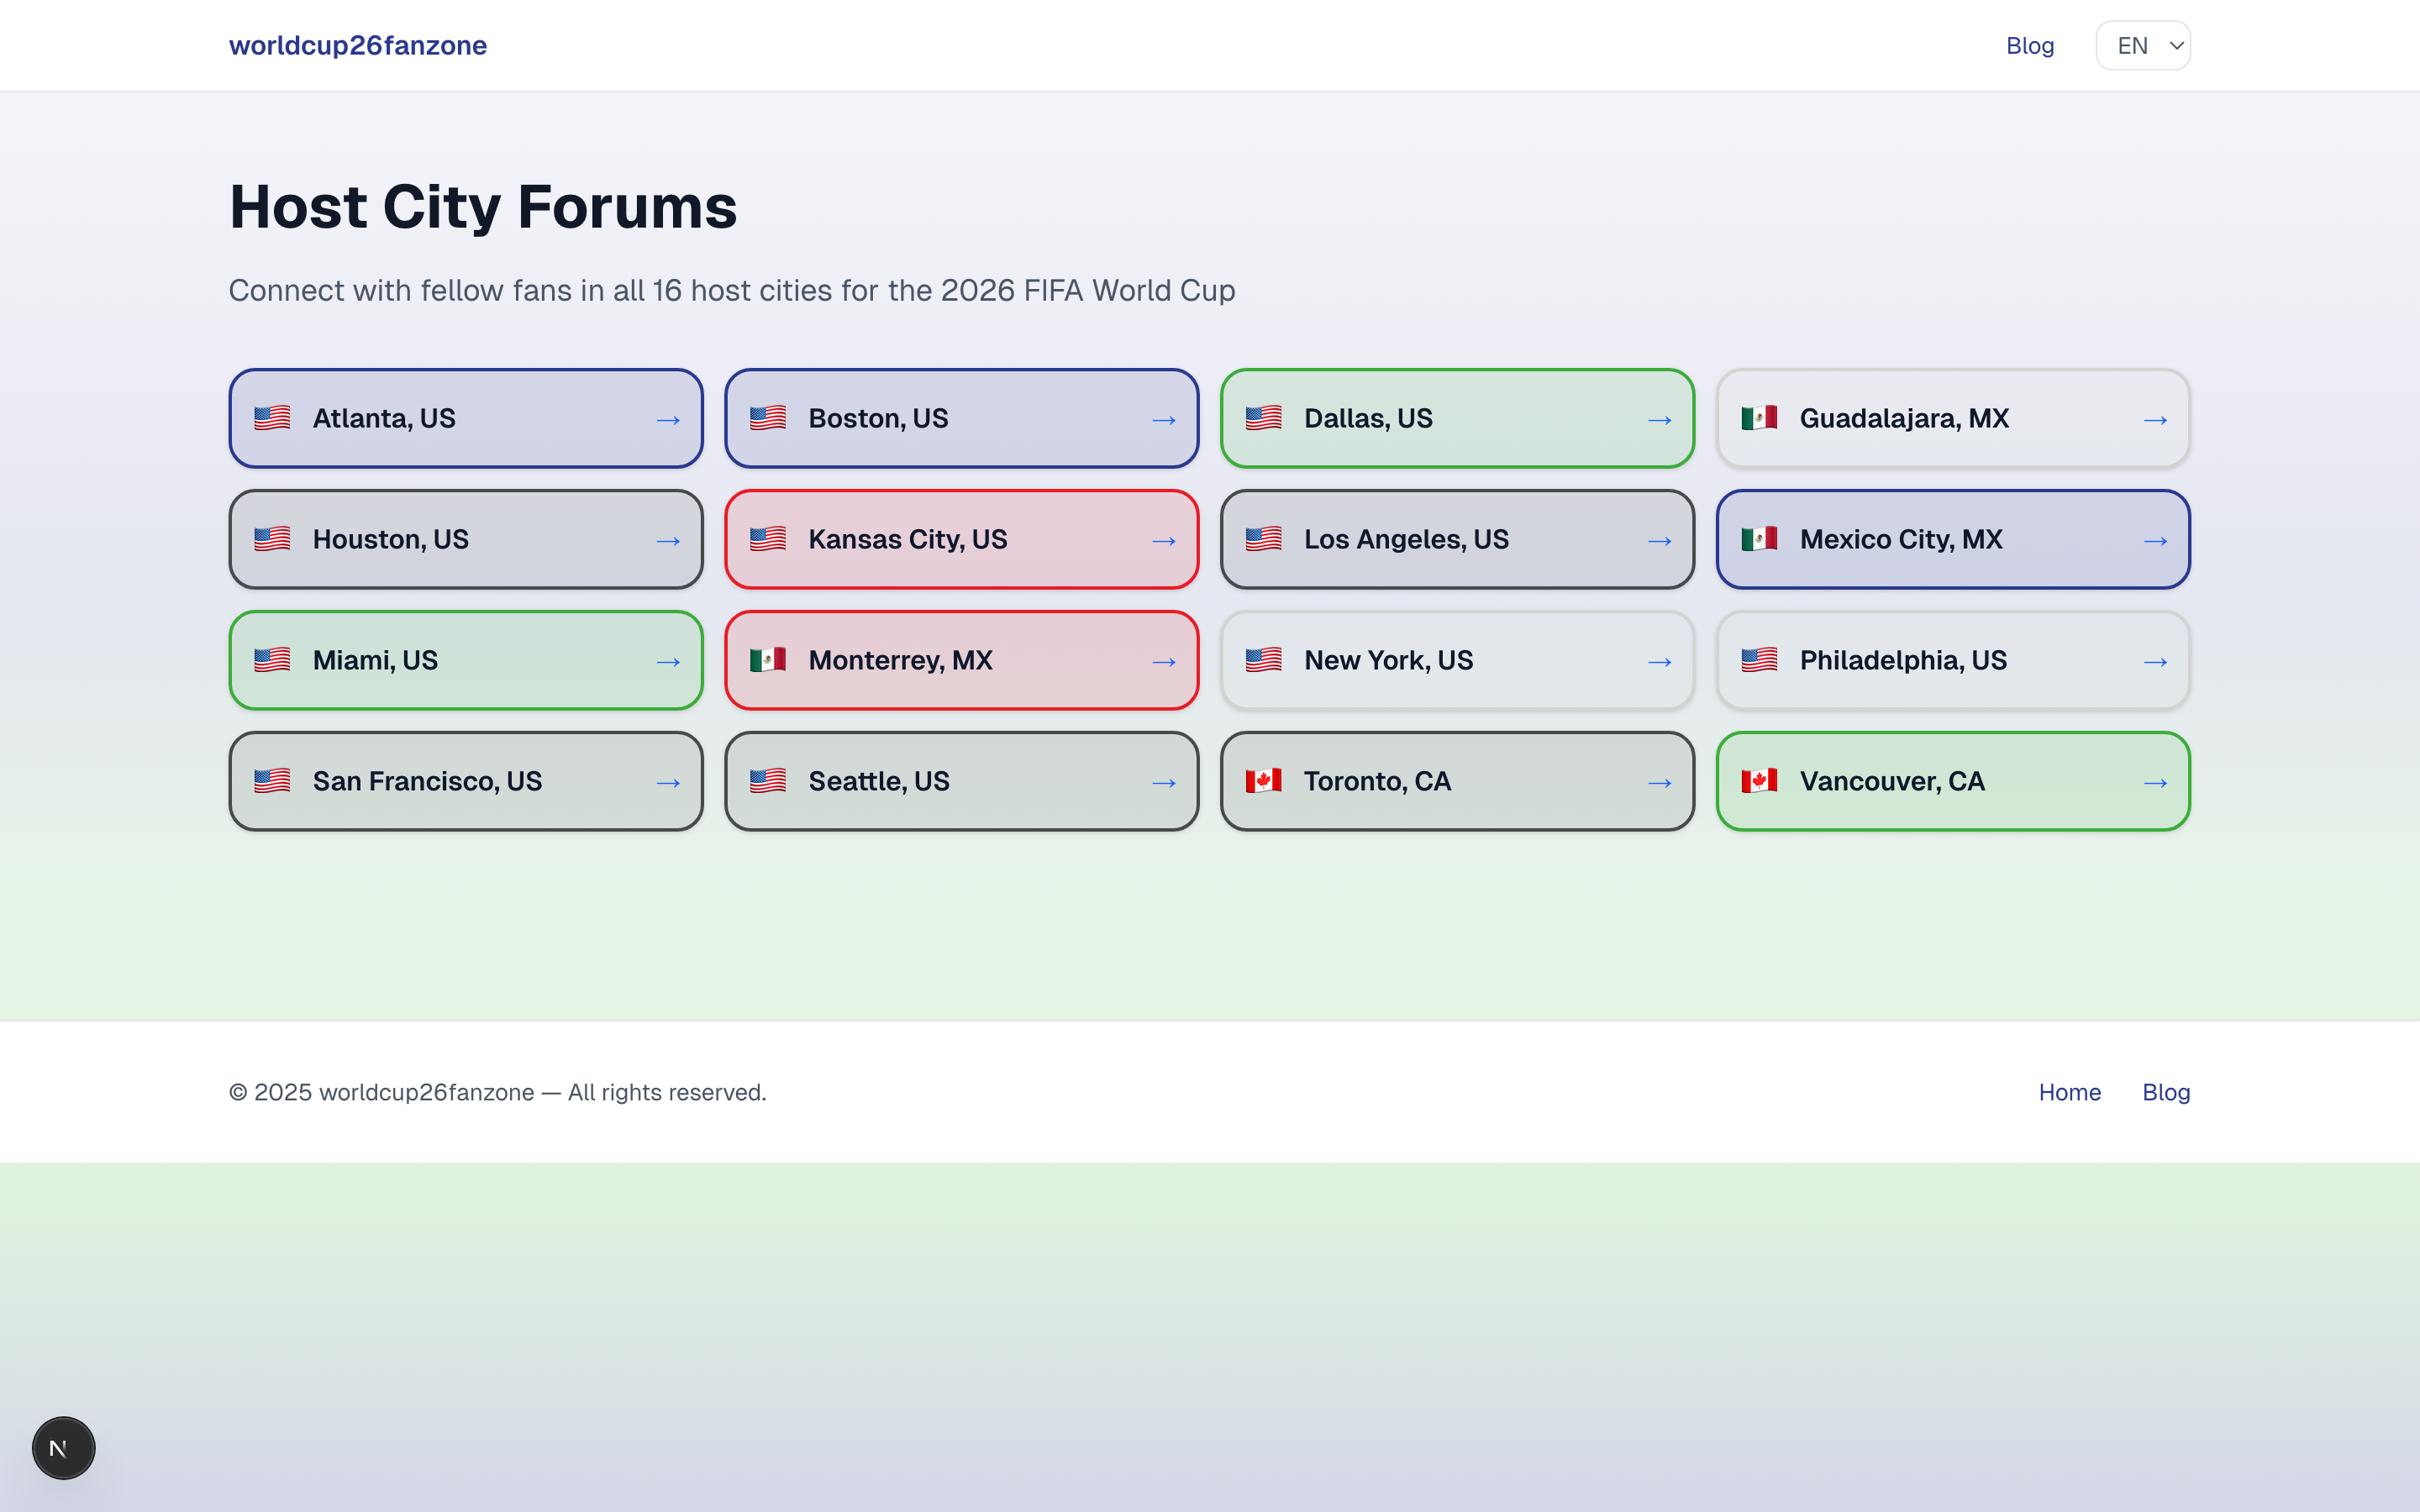 worldcup26fanzone
Blog
EN
Host City Forums
Connect with fellow fans in all 16 host cities for the 2026 FIFA World Cup
Atlanta, US →
Boston, US →
Dallas, US →
Guadalajara, MX →
Houston, US →
Kansas City, US →
Los Angeles, US →
Mexico City, MX →
Miami, US →
Monterrey, MX →
New York, US →
Philadelphia, US →
San Francisco, US →
Seattle, US →
Toronto, CA →
Vancouver, CA →
© 2025 worldcup26fanzone — All rights reserved.
Home
Blog
N